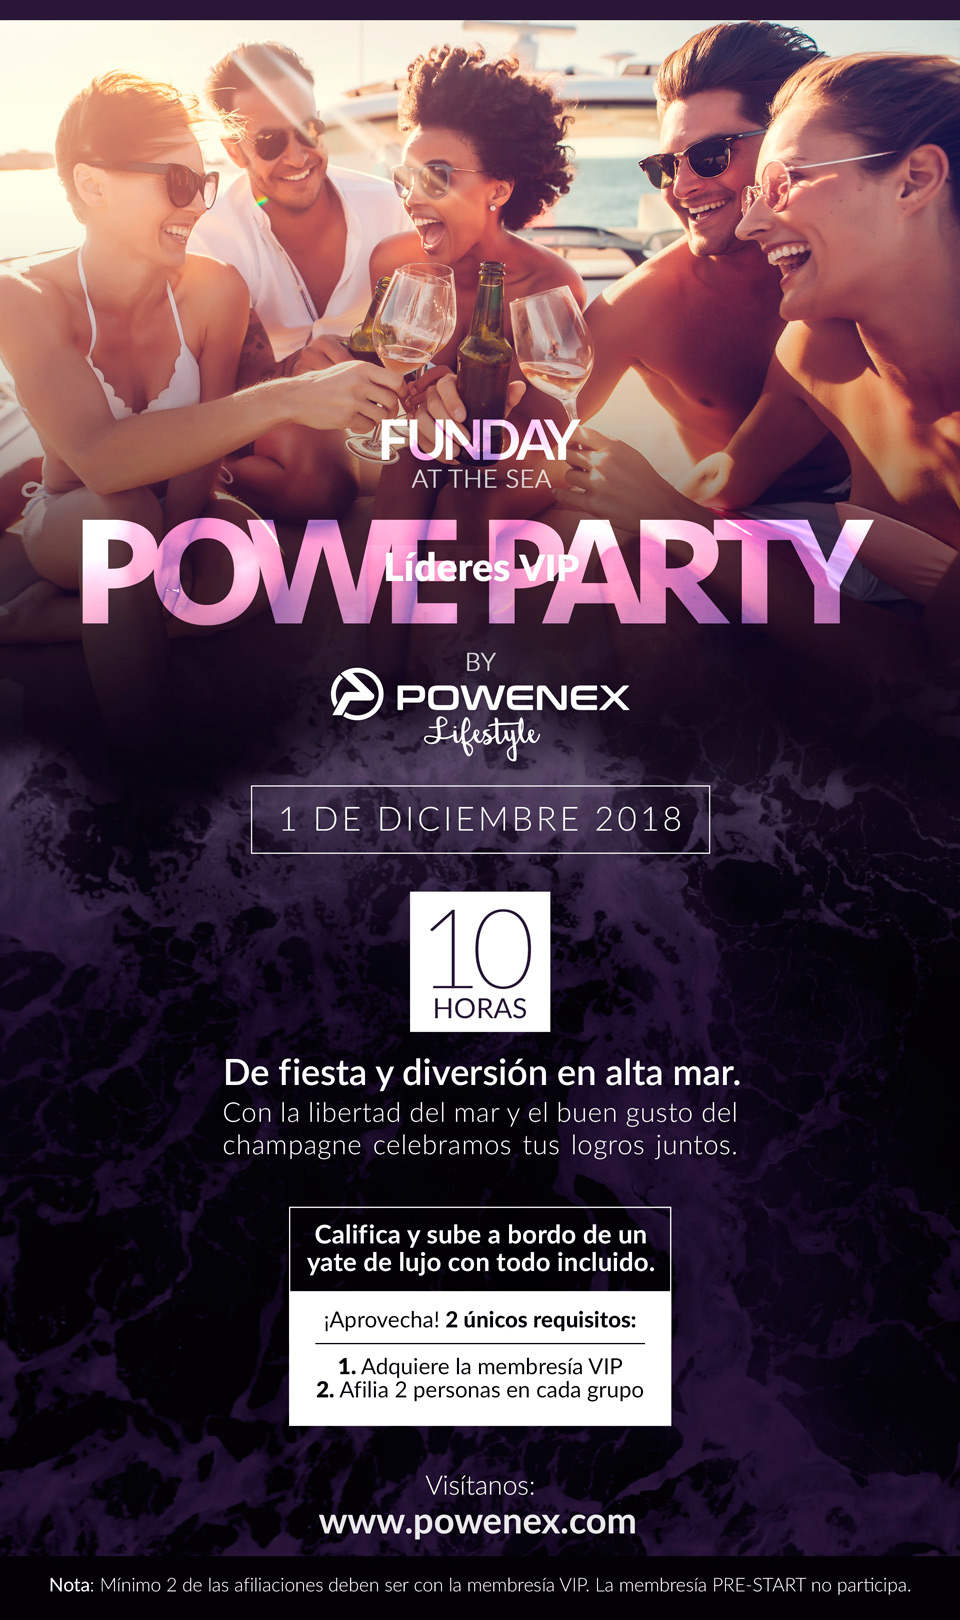 FUNDAY
AT THE SEA
POWE PARTY
Líderes VIP
BY
POWENEX
Lifestyle
1 DE DICIEMBRE 2018
10
HORAS
De fiesta y diversión en alta mar.
Con la libertad del mar y el buen gusto del
champagne celebramos tus logros juntos.
Califica y sube a bordo de un
yate de lujo con todo incluido.
¡Aprovecha! 2 únicos requisitos:
1. Adquiere la membresía VIP
2. Afilia 2 personas en cada grupo
Visítanos:
www.powenex.com
Nota: Mínimo 2 de las afiliaciones deben ser con la membresía VIP. La membresía PRE-START no participa.